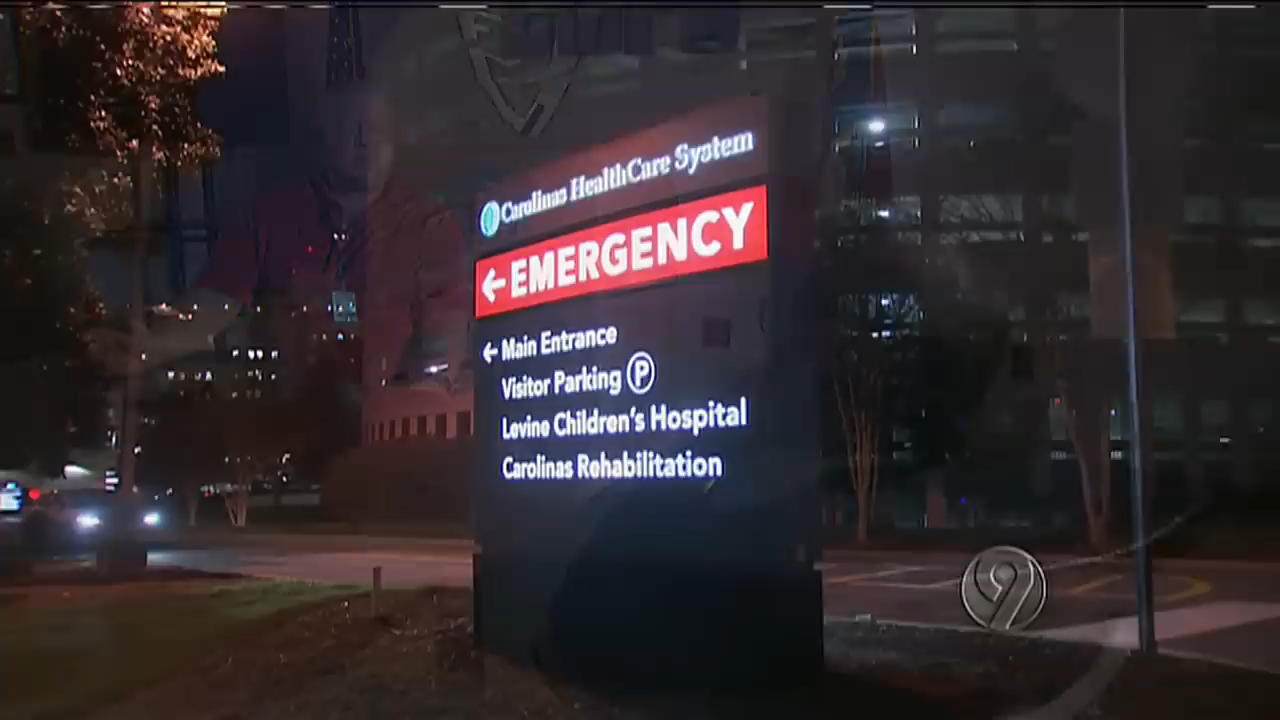 Carolinas HealthCare System
← EMERGENCY
← Main Entrance
Visitor Parking P
Levine Children's Hospital
Carolinas Rehabilitation
9